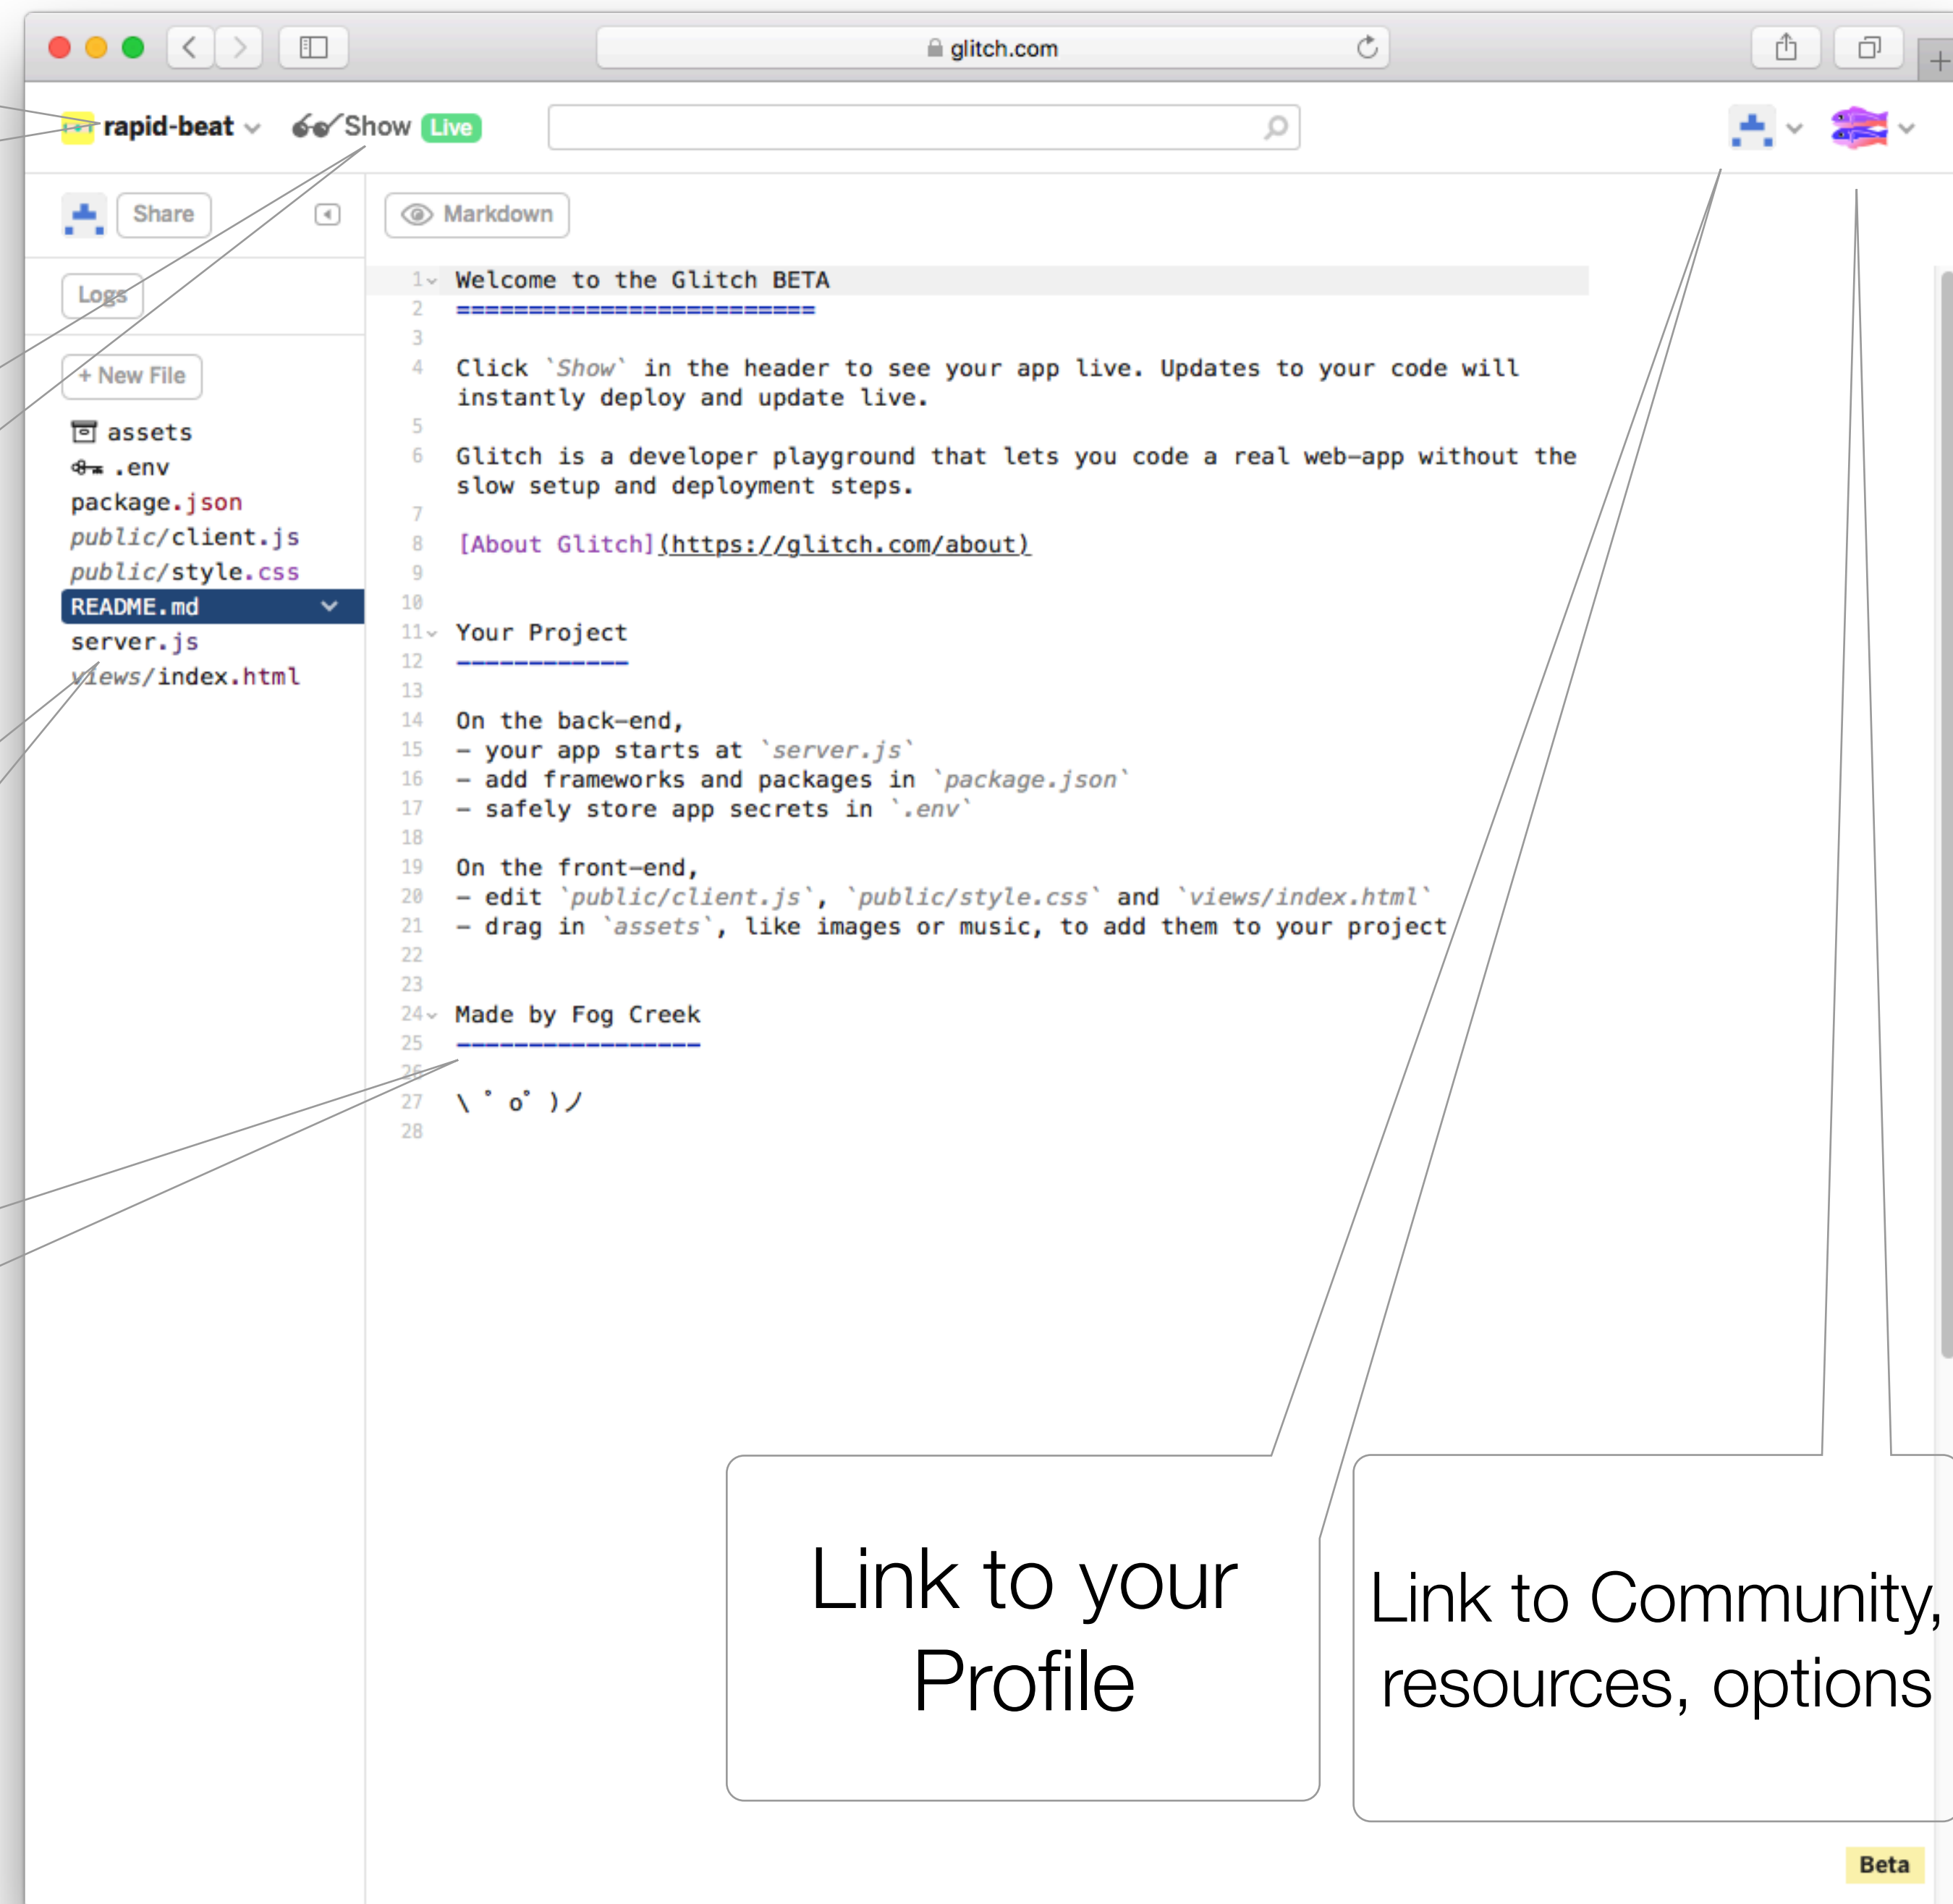 glitch.com
rapid-beat Show Live
Share
Markdown
Logs
+ New File
assets
.env
package.json
public/client.js
public/style.css
README.md
server.js
views/index.html
1 Welcome to the Glitch BETA
2 =========================
3
4 Click `Show` in the header to see your app live. Updates to your code will
instantly deploy and update live.
5
6 Glitch is a developer playground that lets you code a real web-app without the
slow setup and deployment steps.
7
8 [About Glitch](https://glitch.com/about)
9
10
11 Your Project
12 ------------
13
14 On the back-end,
15 - your app starts at `server.js`
16 - add frameworks and packages in `package.json`
17 - safely store app secrets in `.env`
18
19 On the front-end,
20 - edit `public/client.js`, `public/style.css` and `views/index.html`
21 - drag in `assets`, like images or music, to add them to your project
22
23
24 Made by Fog Creek
25 -----------------
26
27 \ ゜o゜)ノ
28
Link to your
Profile
Link to Community,
resources, options
Beta